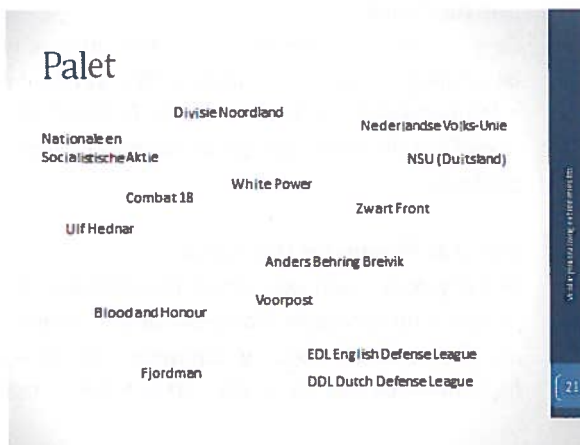 Palet
Divisie Noordland
Nederlandse Volks-Unie
Nationale en
Socialistische Aktie
NSU (Duitsland)
White Power
Combat 18
Zwart Front
Ulf Hednar
Anders Behring Breivik
Voorpost
Blood and Honour
EDL English Defense League
Fjordman
DDL Dutch Defense League
21